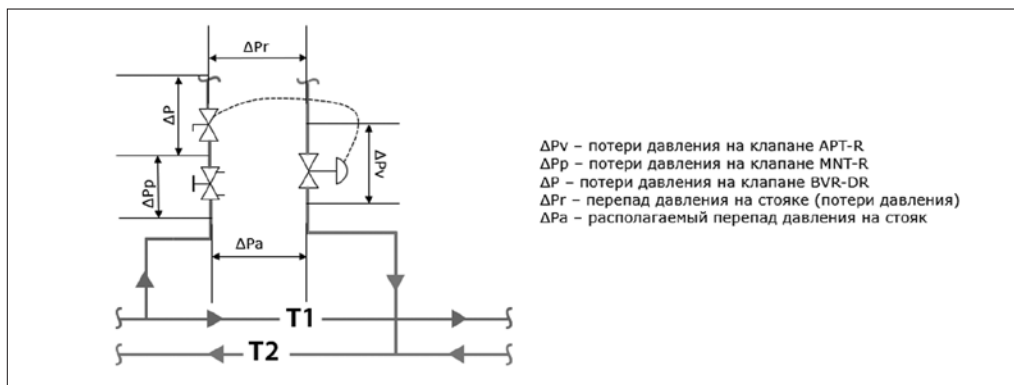 ΔPr
ΔP
ΔPv
ΔPp
ΔPa
T1
T2
ΔPv – потери давления на клапане APT-R
ΔPp – потери давления на клапане MNT-R
ΔP – потери давления на клапане BVR-DR
ΔPr – перепад давления на стояке (потери давления)
ΔPa – располагаемый перепад давления на стояк